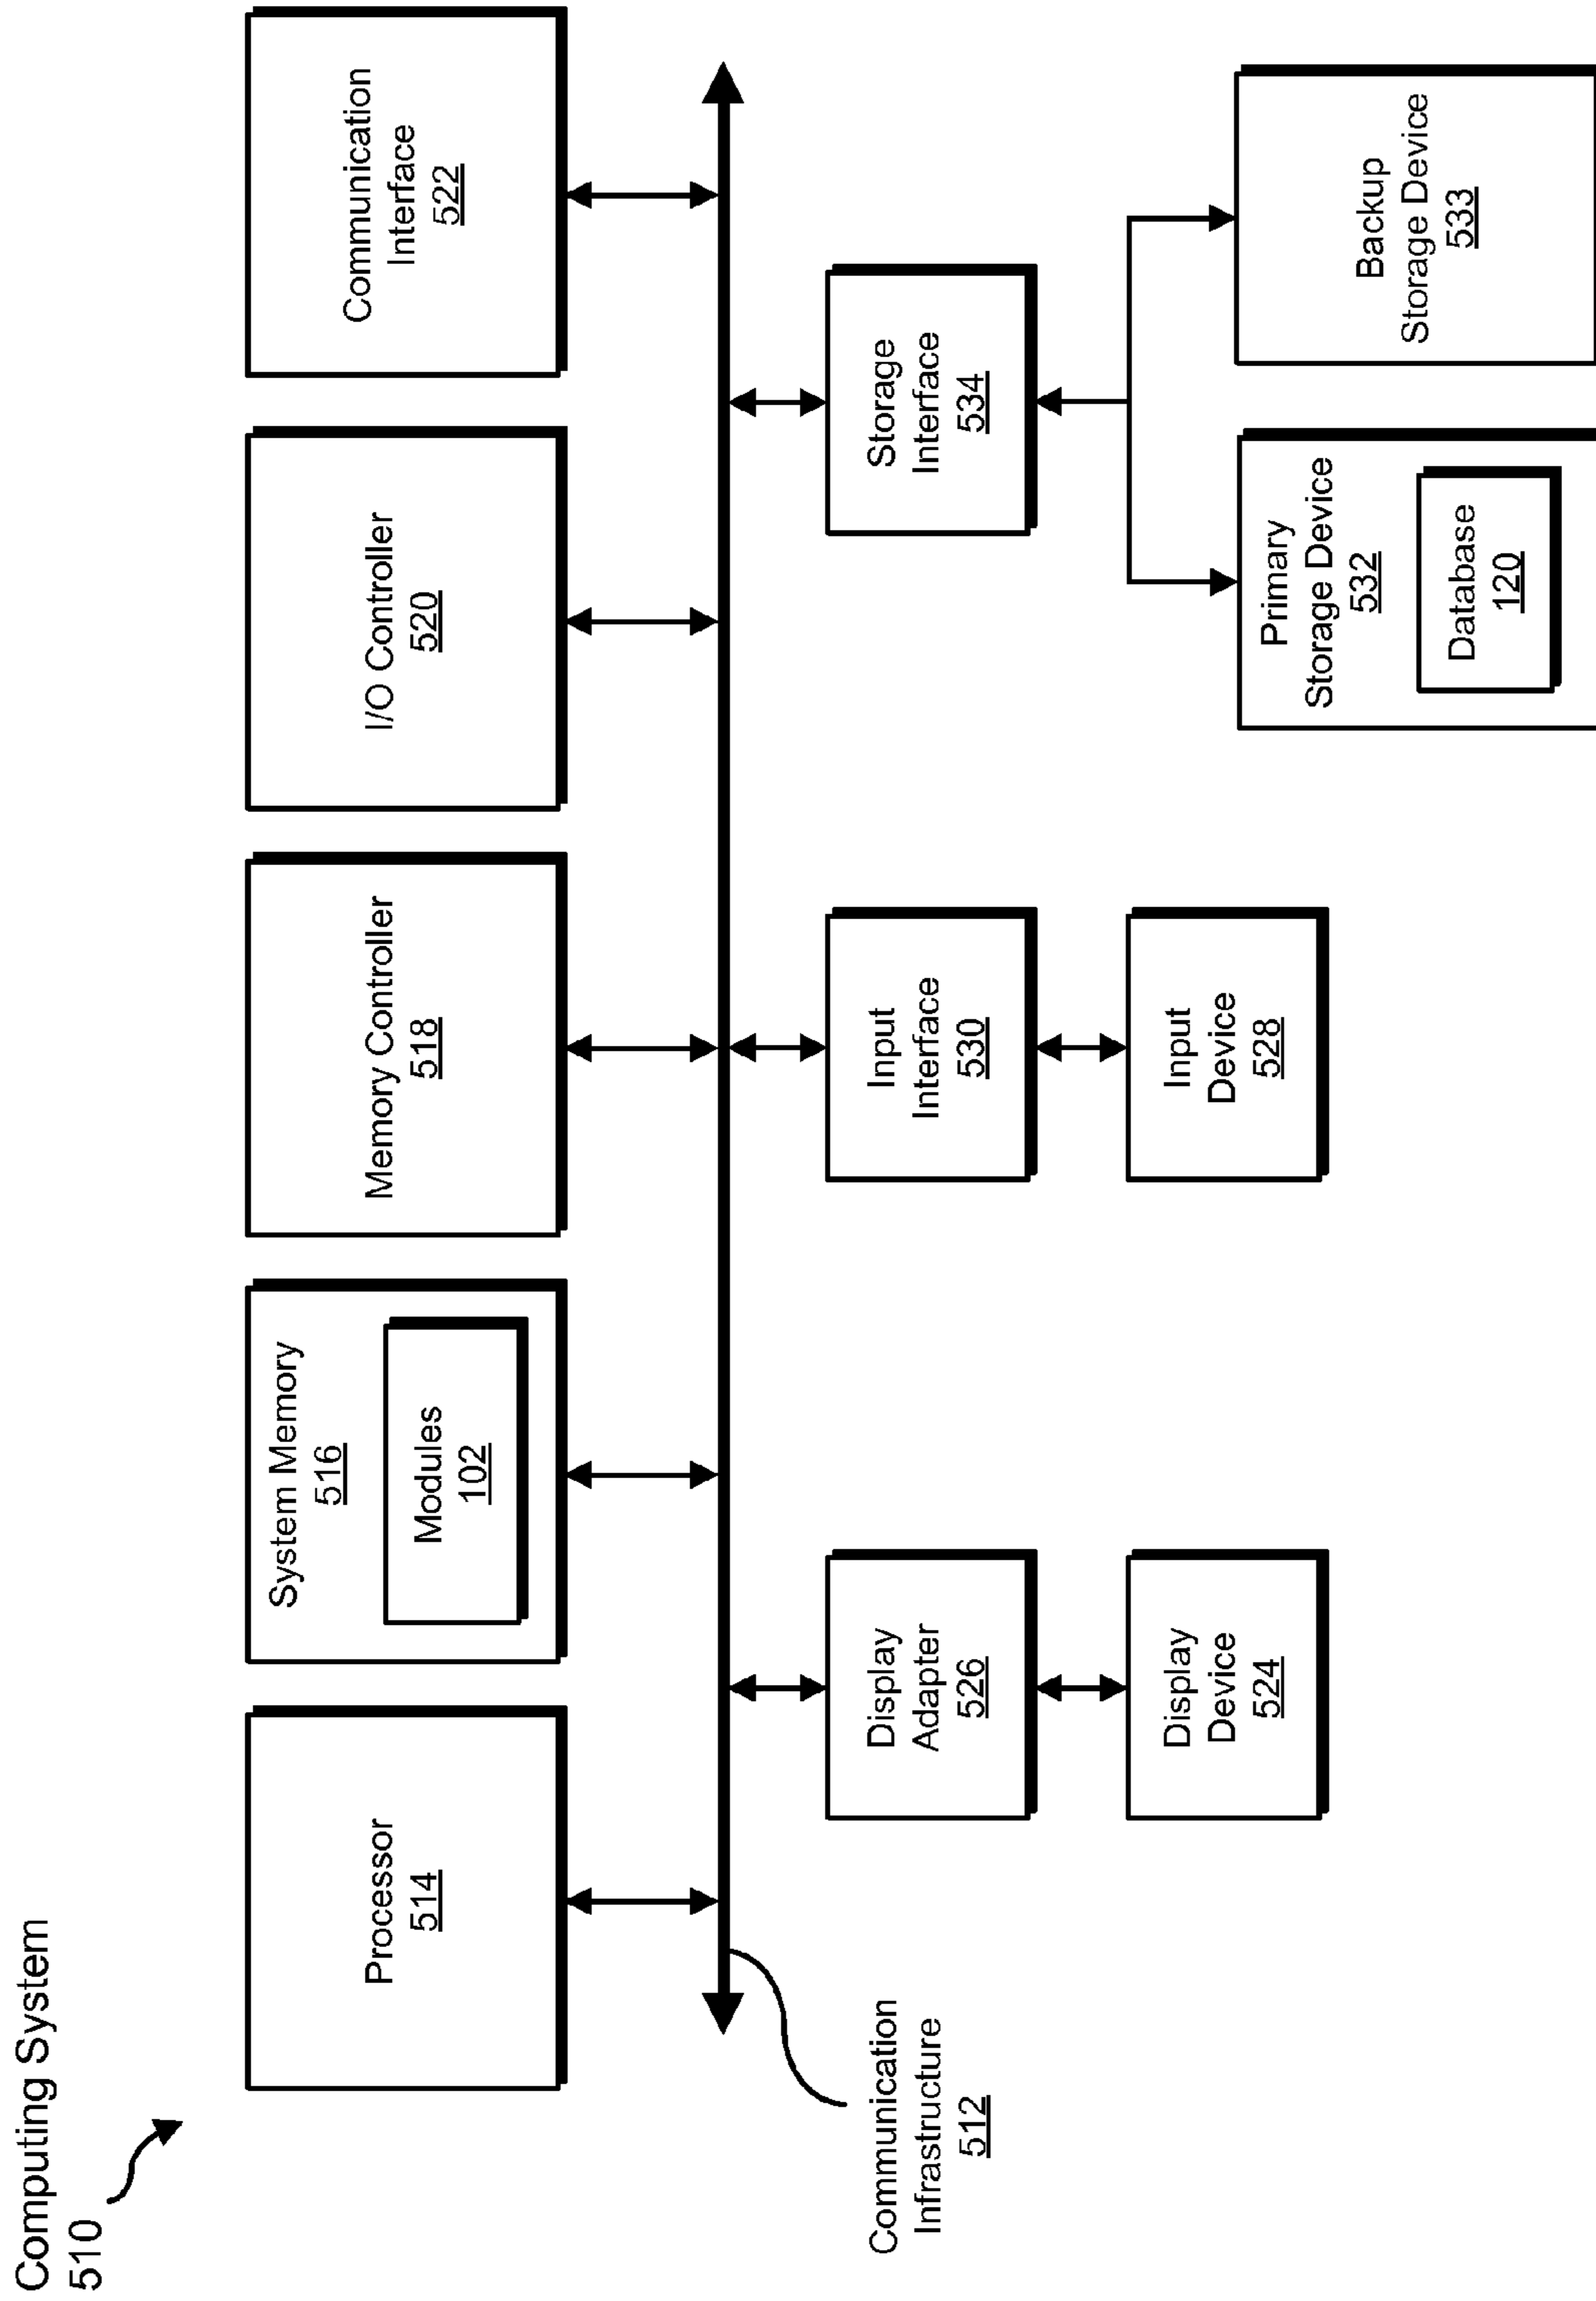 Computing System
510
Processor
514
System Memory
516
Modules
102
Memory Controller
518
I/O Controller
520
Communication
Interface
522
Communication
Infrastructure
512
Display
Adapter
526
Display
Device
524
Input
Interface
530
Input
Device
528
Storage
Interface
534
Primary
Storage Device
532
Database
120
Backup
Storage Device
533